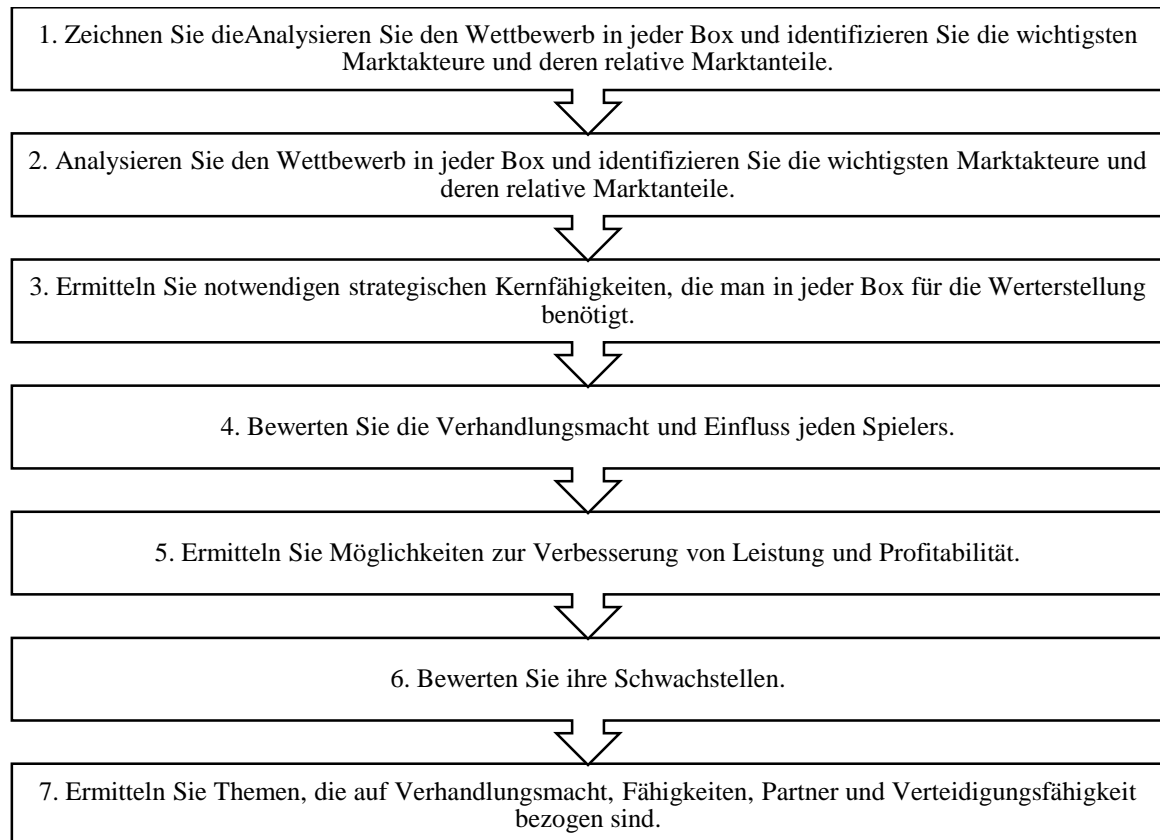 1. Zeichnen Sie dieAnalysieren Sie den Wettbewerb in jeder Box und identifizieren Sie die wichtigsten
Marktakteure und deren relative Marktanteile.
2. Analysieren Sie den Wettbewerb in jeder Box und identifizieren Sie die wichtigsten Marktakteure und
deren relative Marktanteile.
3. Ermitteln Sie notwendigen strategischen Kernfähigkeiten, die man in jeder Box für die Werterstellung
benötigt.
4. Bewerten Sie die Verhandlungsmacht und Einfluss jeden Spielers.
5. Ermitteln Sie Möglichkeiten zur Verbesserung von Leistung und Profitabilität.
6. Bewerten Sie ihre Schwachstellen.
7. Ermitteln Sie Themen, die auf Verhandlungsmacht, Fähigkeiten, Partner und Verteidigungsfähigkeit
bezogen sind.